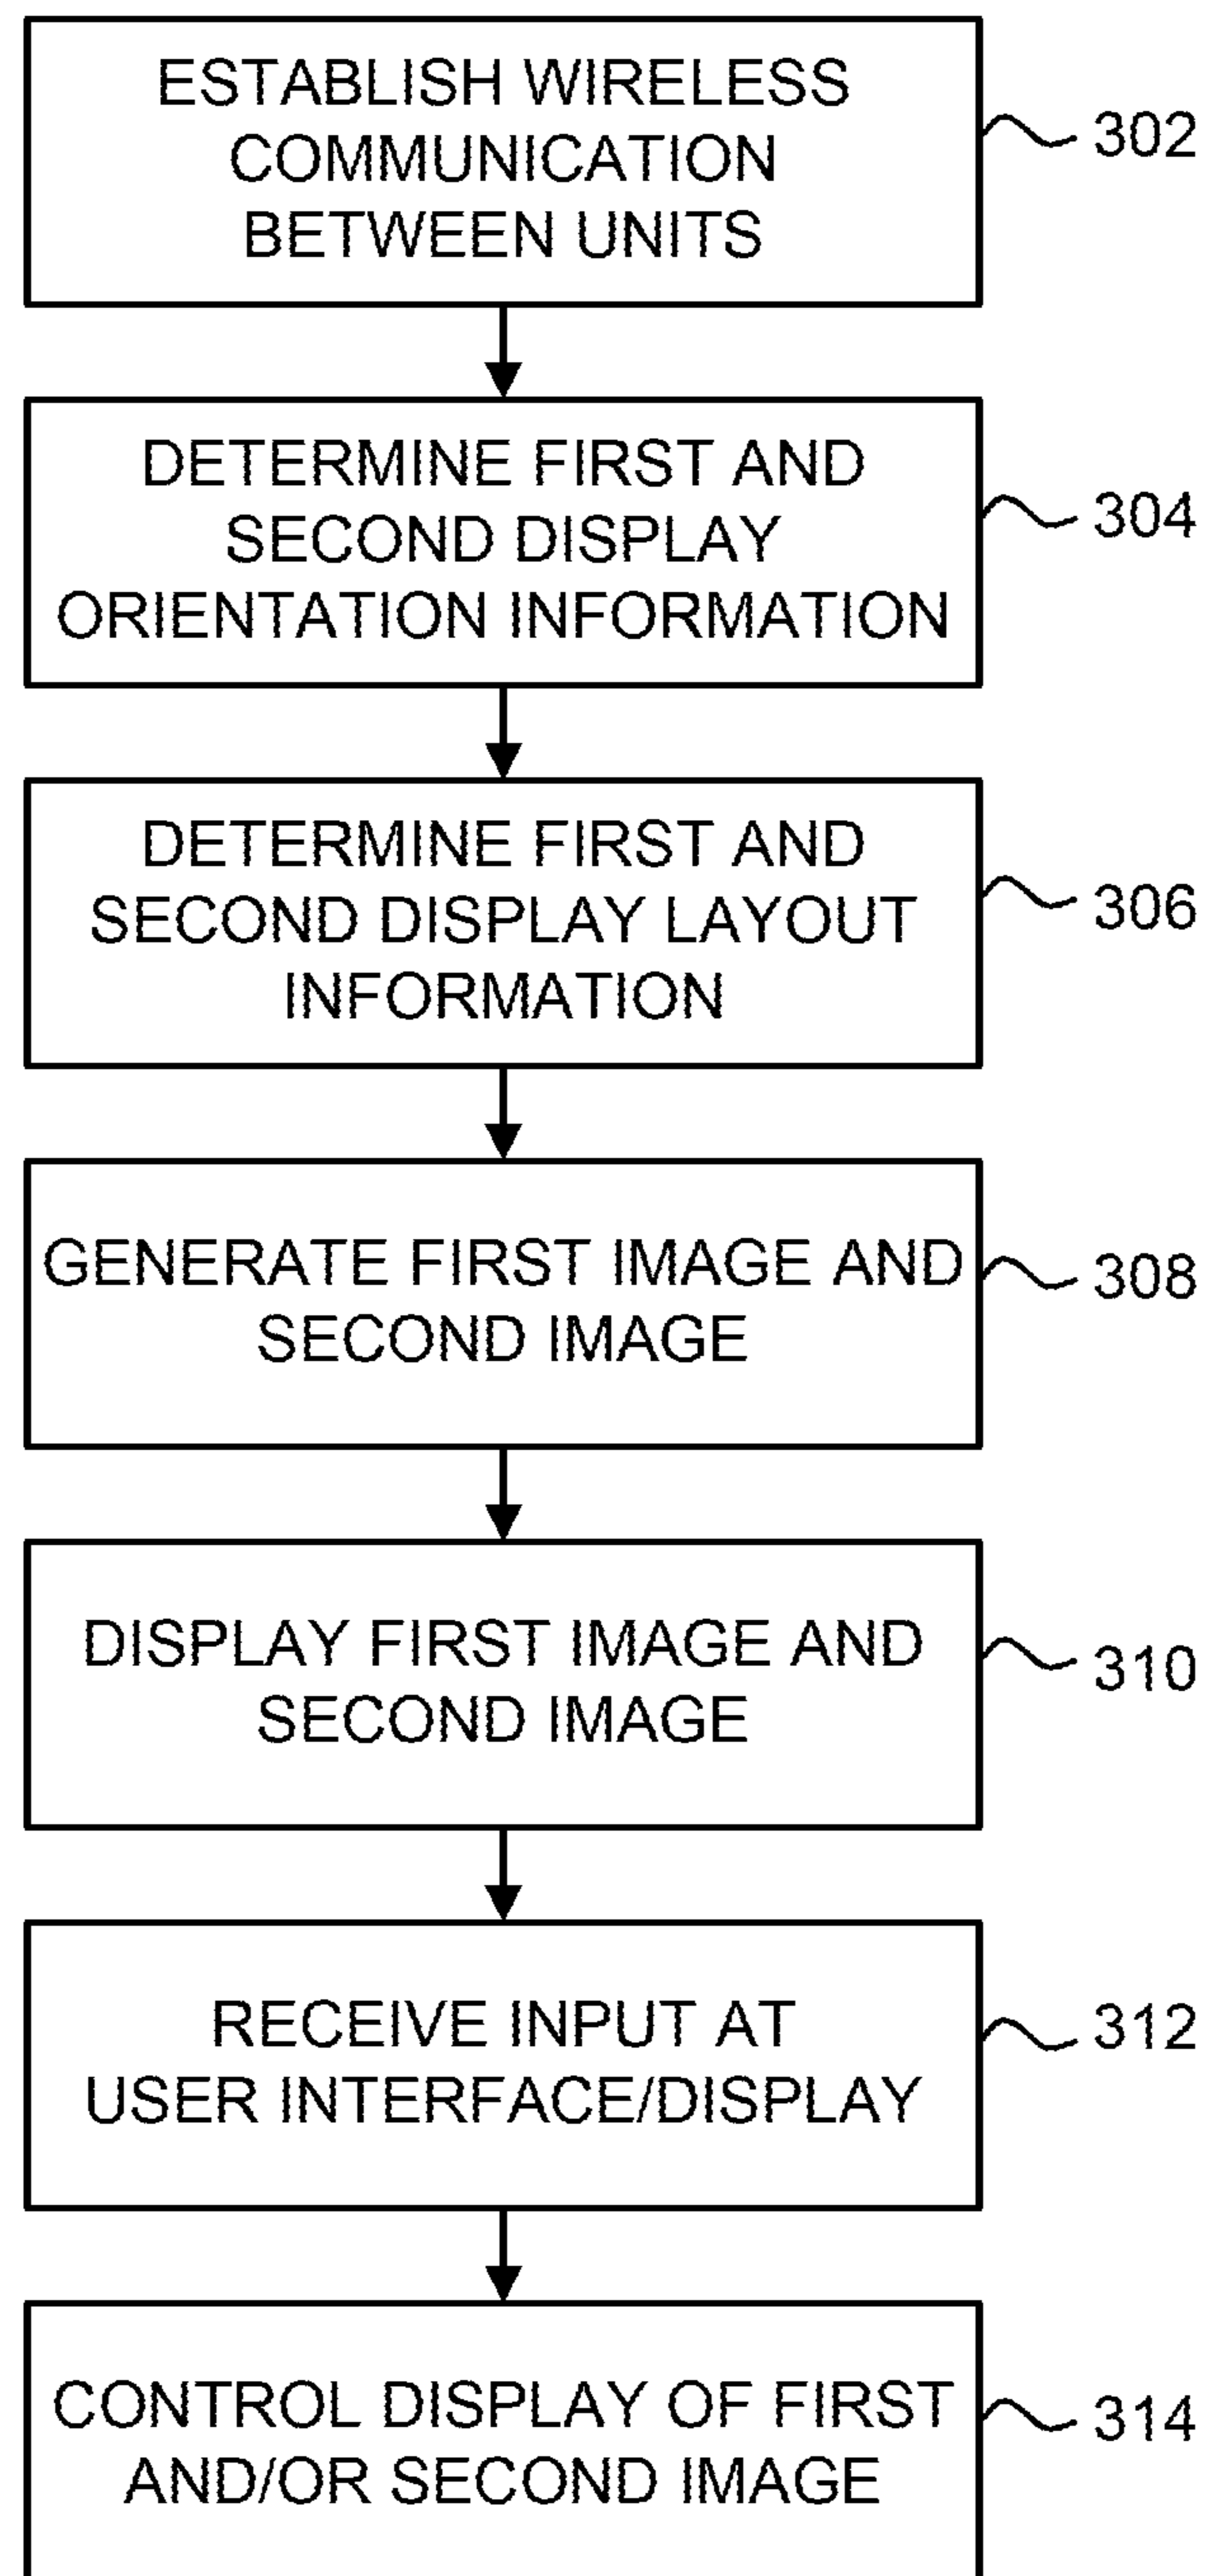 ESTABLISH WIRELESS
COMMUNICATION
BETWEEN UNITS
302
DETERMINE FIRST AND
SECOND DISPLAY
ORIENTATION INFORMATION
304
DETERMINE FIRST AND
SECOND DISPLAY LAYOUT
INFORMATION
306
GENERATE FIRST IMAGE AND
SECOND IMAGE
308
DISPLAY FIRST IMAGE AND
SECOND IMAGE
310
RECEIVE INPUT AT
USER INTERFACE/DISPLAY
312
CONTROL DISPLAY OF FIRST
AND/OR SECOND IMAGE
314